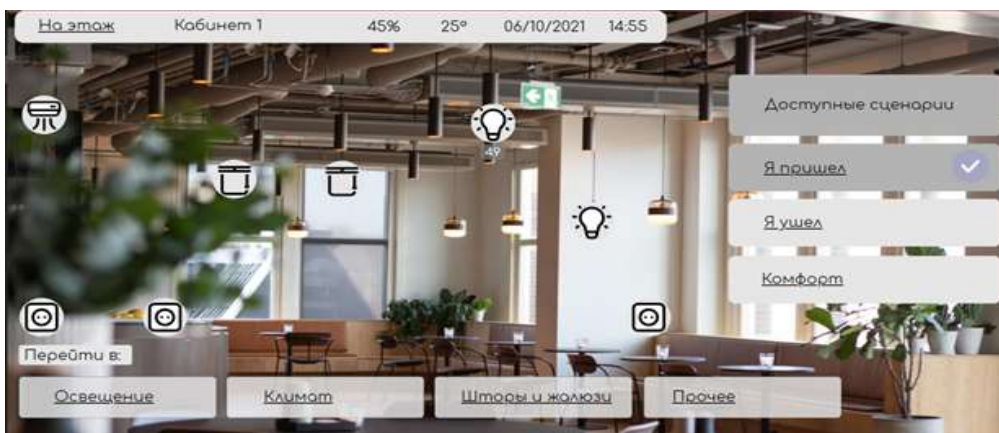 На этаж Кабинет 1 45% 25° 06/10/2021 14:55
Доступные сценарии
49
Я пришел
Я ушел
Комфорт
Перейти в:
Освещение Климат Шторы и жалюзи Прочее